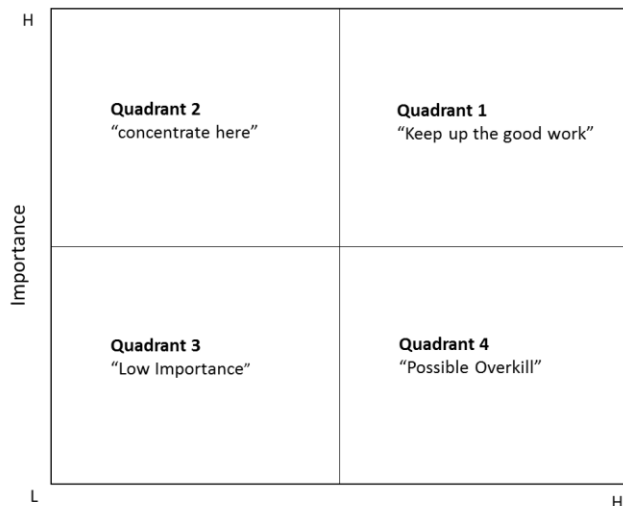 H
Quadrant 2
“concentrate here”
Quadrant 1
“Keep up the good work”
Importance
Quadrant 3
“Low Importance”
Quadrant 4
“Possible Overkill”
L
H